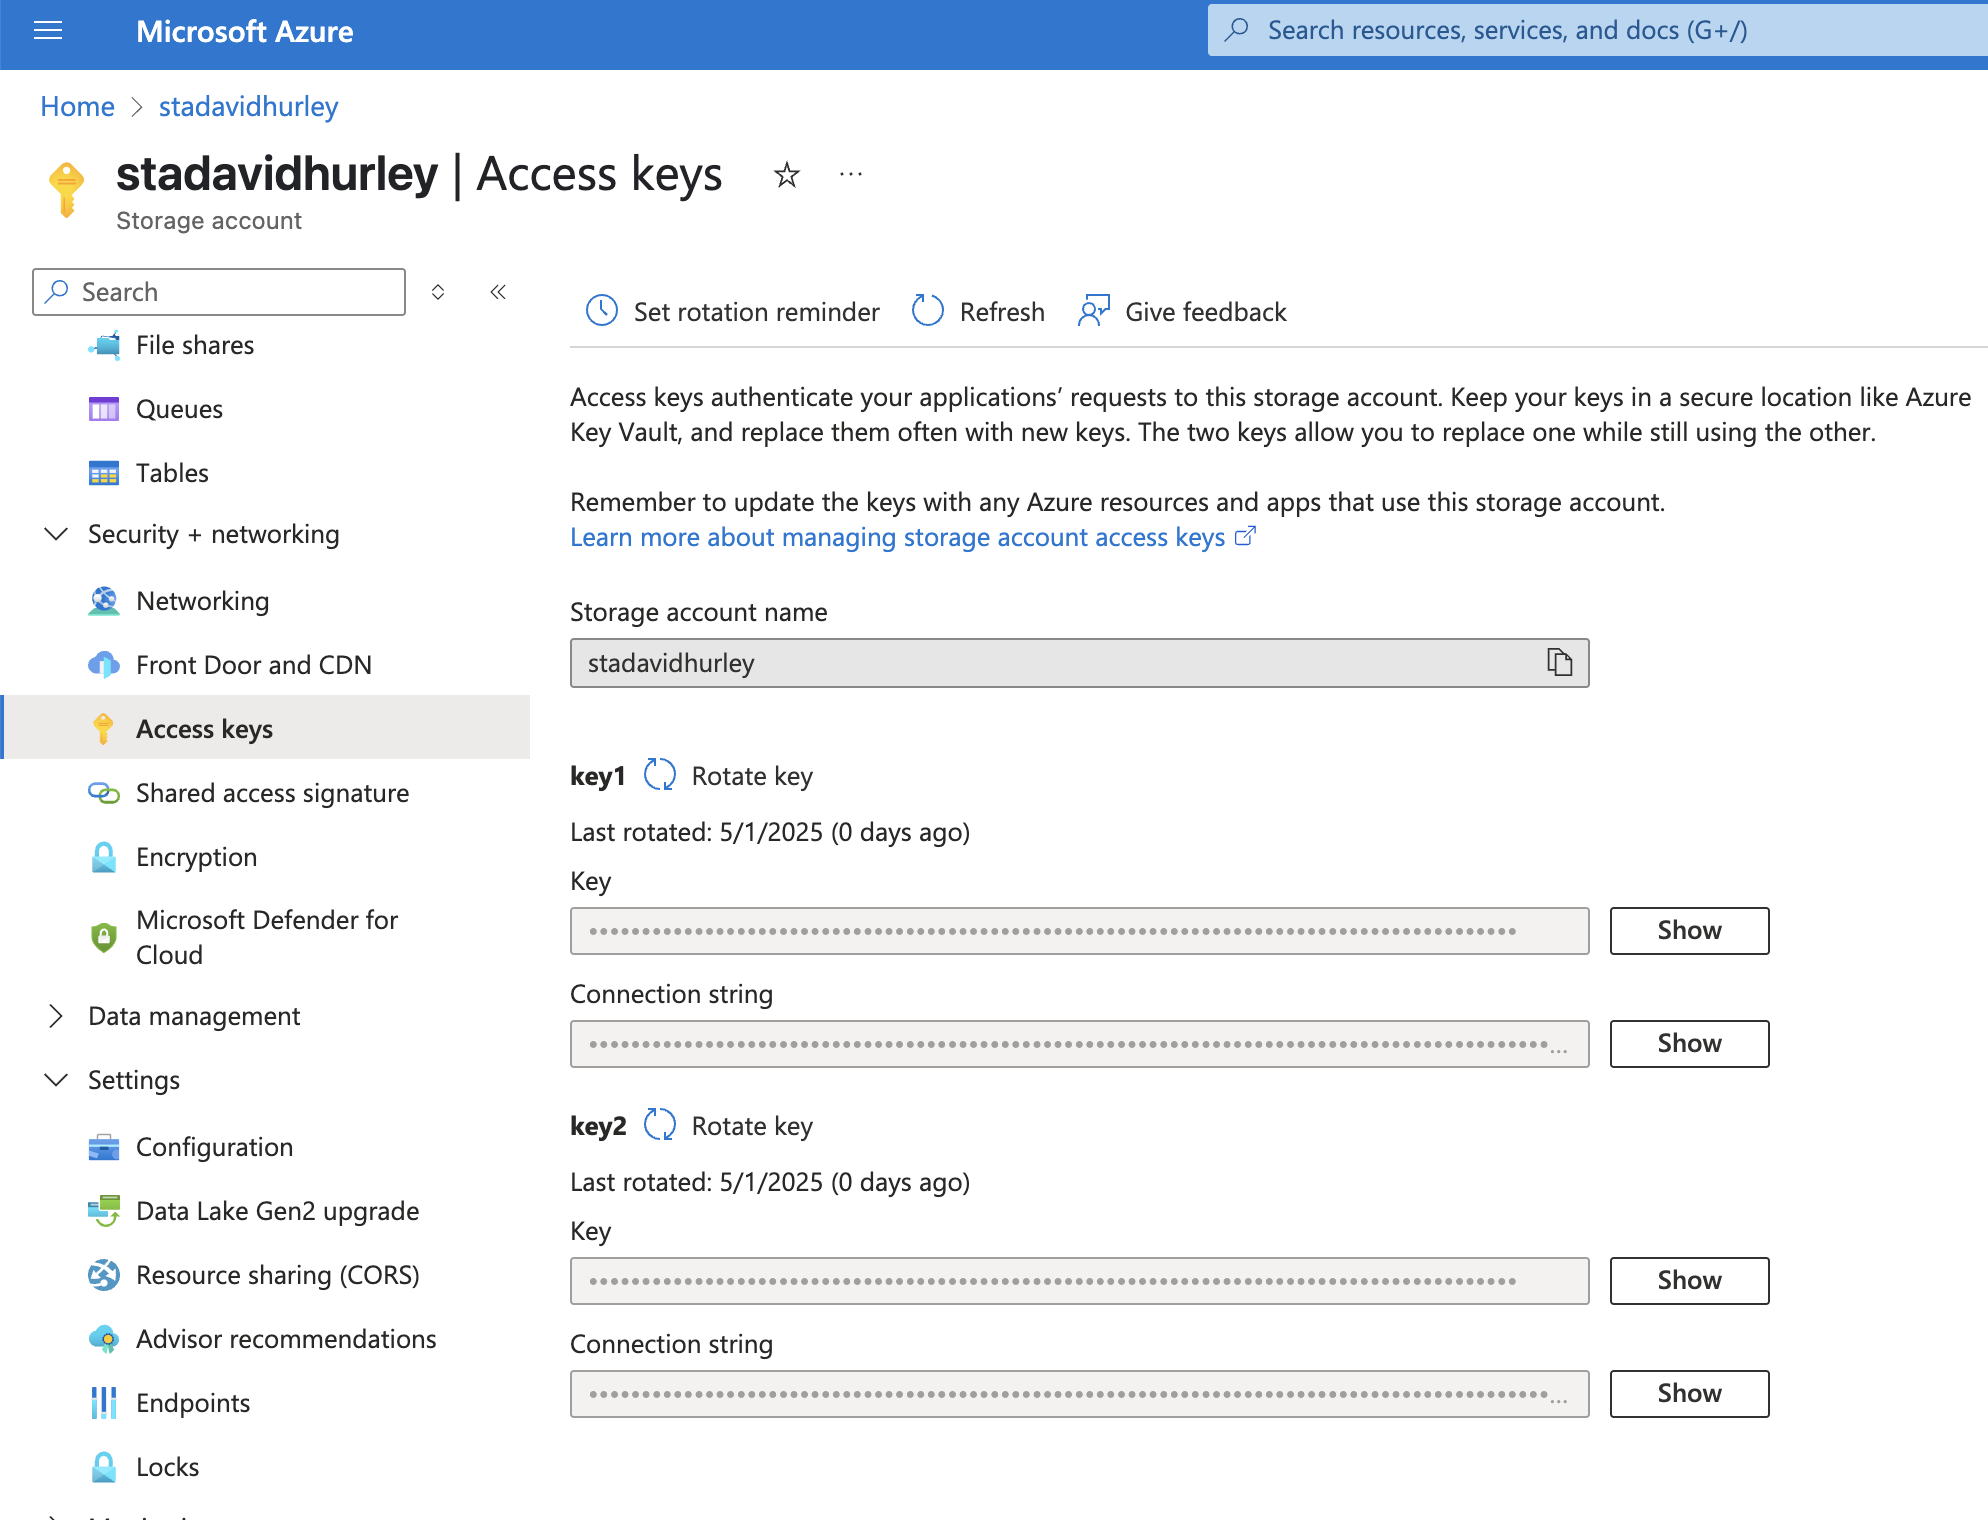 Microsoft Azure
Search resources, services, and docs (G+/)
Home > stadavidhurley
stadavidhurley | Access keys
Storage account
Search
File shares
Queues
Tables
Security + networking
Networking
Front Door and CDN
Access keys
Shared access signature
Encryption
Microsoft Defender for
Cloud
Data management
Settings
Configuration
Data Lake Gen2 upgrade
Resource sharing (CORS)
Advisor recommendations
Endpoints
Locks
Set rotation reminder
Refresh
Give feedback
Access keys authenticate your applications’ requests to this storage account. Keep your keys in a secure location like Azure
Key Vault, and replace them often with new keys. The two keys allow you to replace one while still using the other.
Remember to update the keys with any Azure resources and apps that use this storage account.
Learn more about managing storage account access keys
Storage account name
stadavidhurley
key1 Rotate key
Last rotated: 5/1/2025 (0 days ago)
Key
Show
Connection string
Show
key2 Rotate key
Last rotated: 5/1/2025 (0 days ago)
Key
Show
Connection string
Show